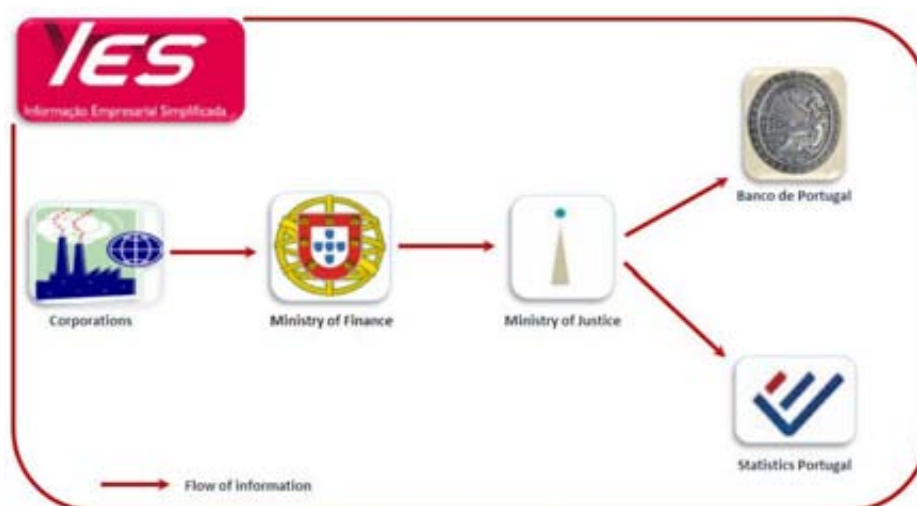 IES
Informação Empresarial Simplificada
Banco de Portugal
Corporations
Ministry of Finance
Ministry of Justice
Statistics Portugal
Flow of information